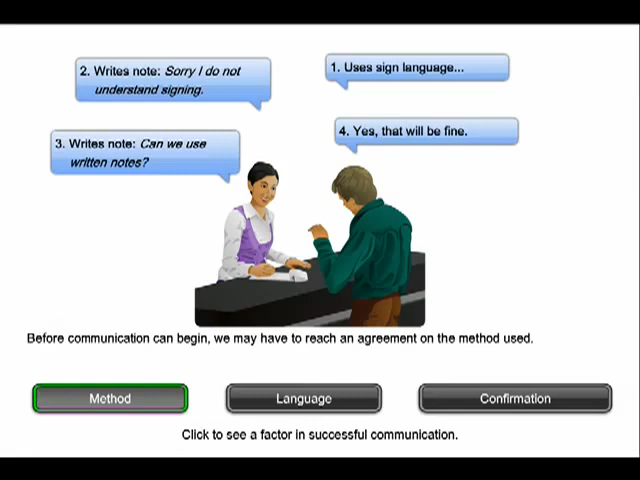 2. Writes note: Sorry I do not
understand signing.
1. Uses sign language...
3. Writes note: Can we use
written notes?
4. Yes, that will be fine.
Before communication can begin, we may have to reach an agreement on the method used.
Method
Language
Confirmation
Click to see a factor in successful communication.